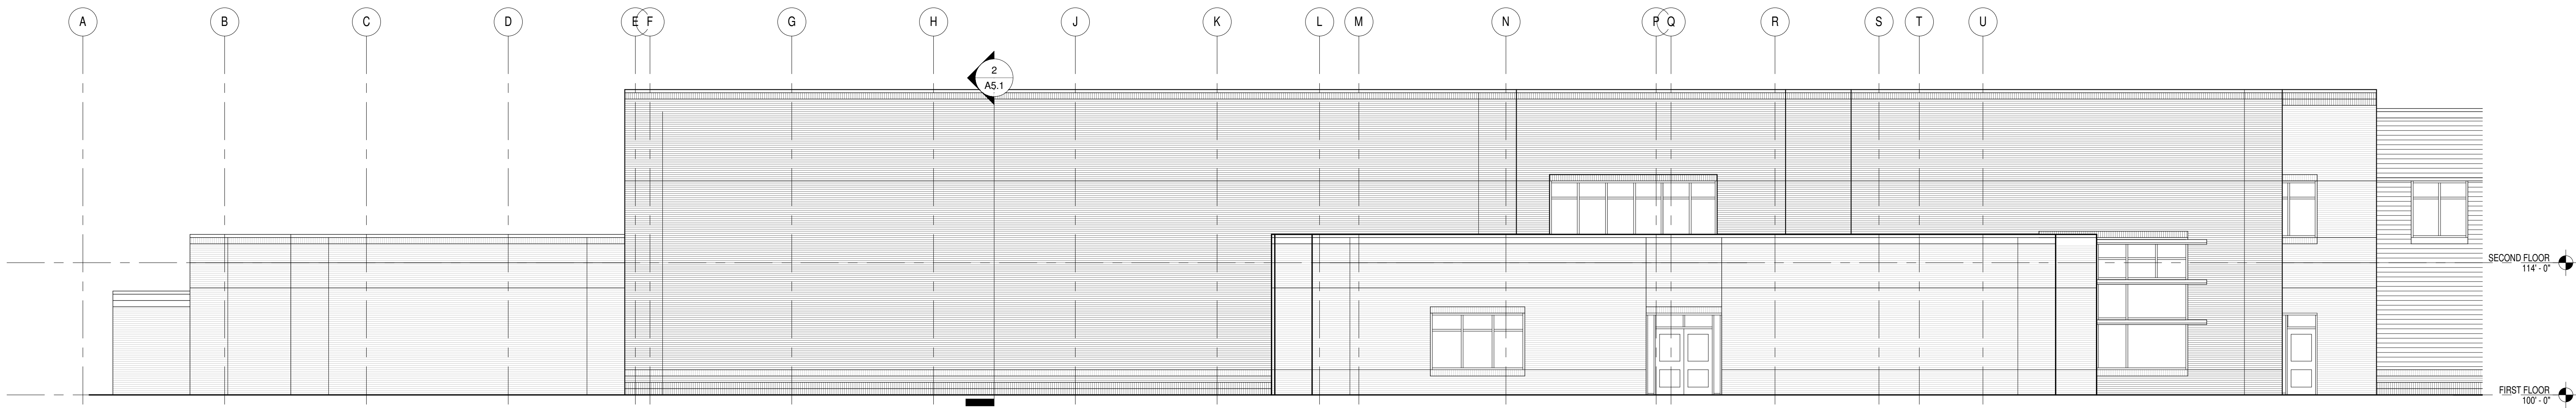 A B C D E F G H J K L M N P Q R S T U
2
A5.1
SECOND FLOOR
114' - 0"
FIRST FLOOR
100' - 0"